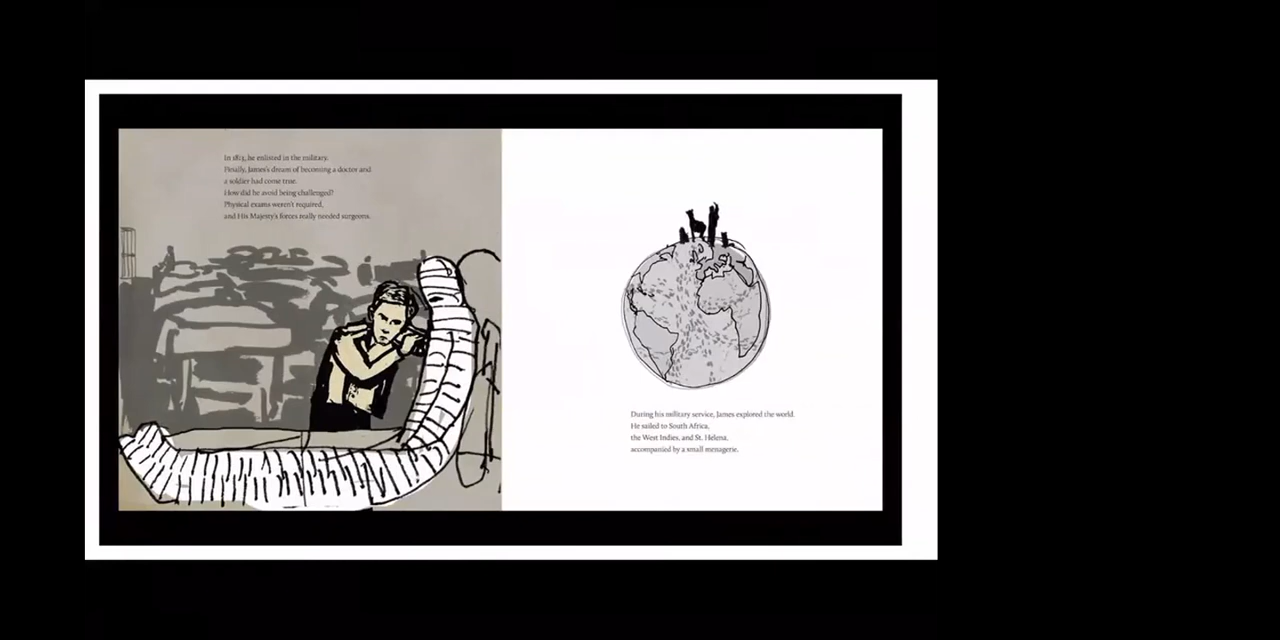 In 1813, he enlisted in the military.
Finally, James's dream of becoming a doctor and
a soldier had come true.
How did he avoid being challenged?
Physical exams weren't required,
and His Majesty's forces really needed surgeons.
During his military service, James explored the world.
He sailed to South Africa,
the West Indies, and St. Helena,
accompanied by a small menagerie.